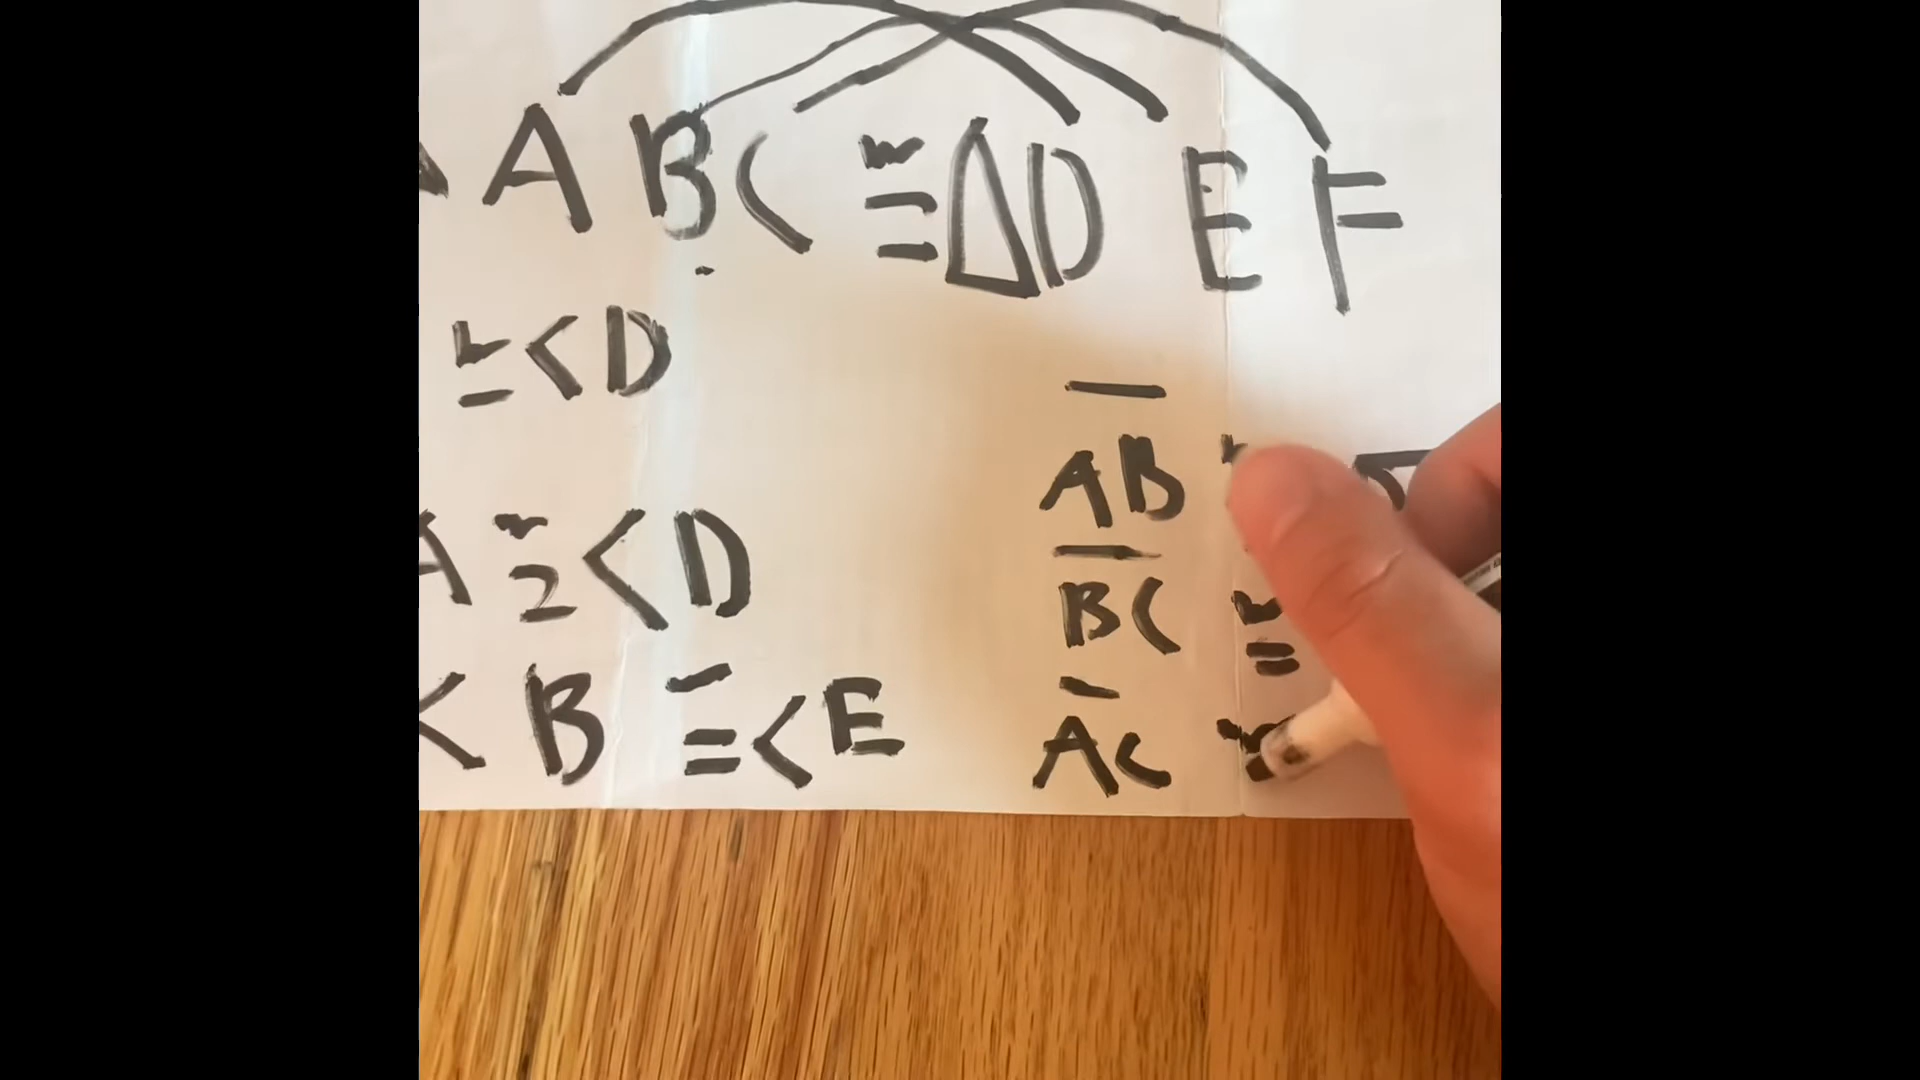 △ABC ≅ △DEF
≅ <D
A ≅ <D
AB
BC ≅
<B ≅ <E
AC